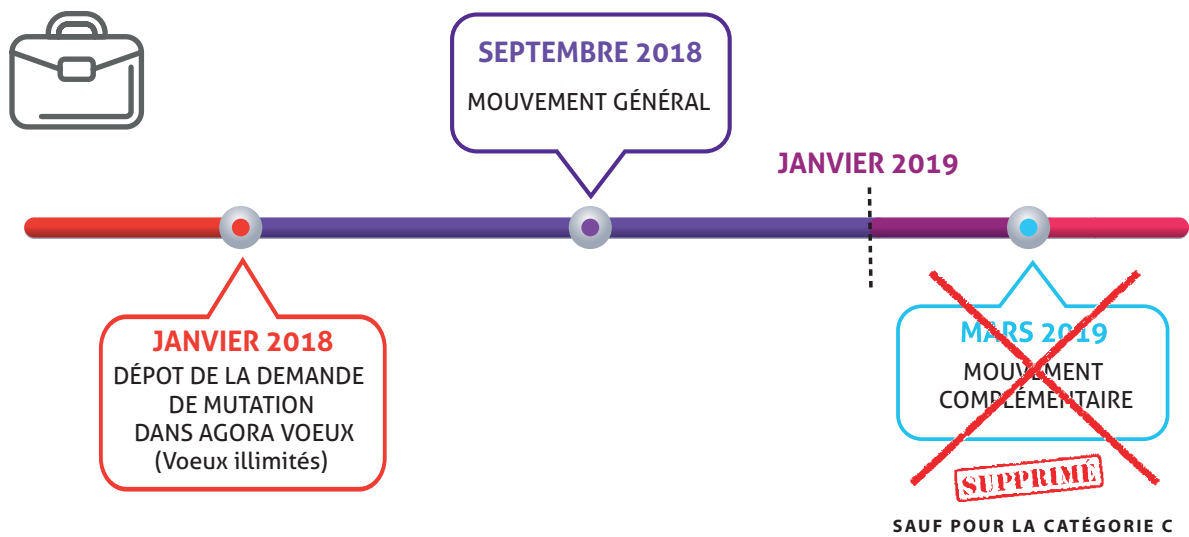 SEPTEMBRE 2018
MOUVEMENT GÉNÉRAL
JANVIER 2019
JANVIER 2018
DÉPOT DE LA DEMANDE
DE MUTATION
DANS AGORA VOEUX
(Voeux illimités)
MARS 2019
MOUVEMENT
COMPLÉMENTAIRE
SUPPRIMÉ
SAUF POUR LA CATÉGORIE C